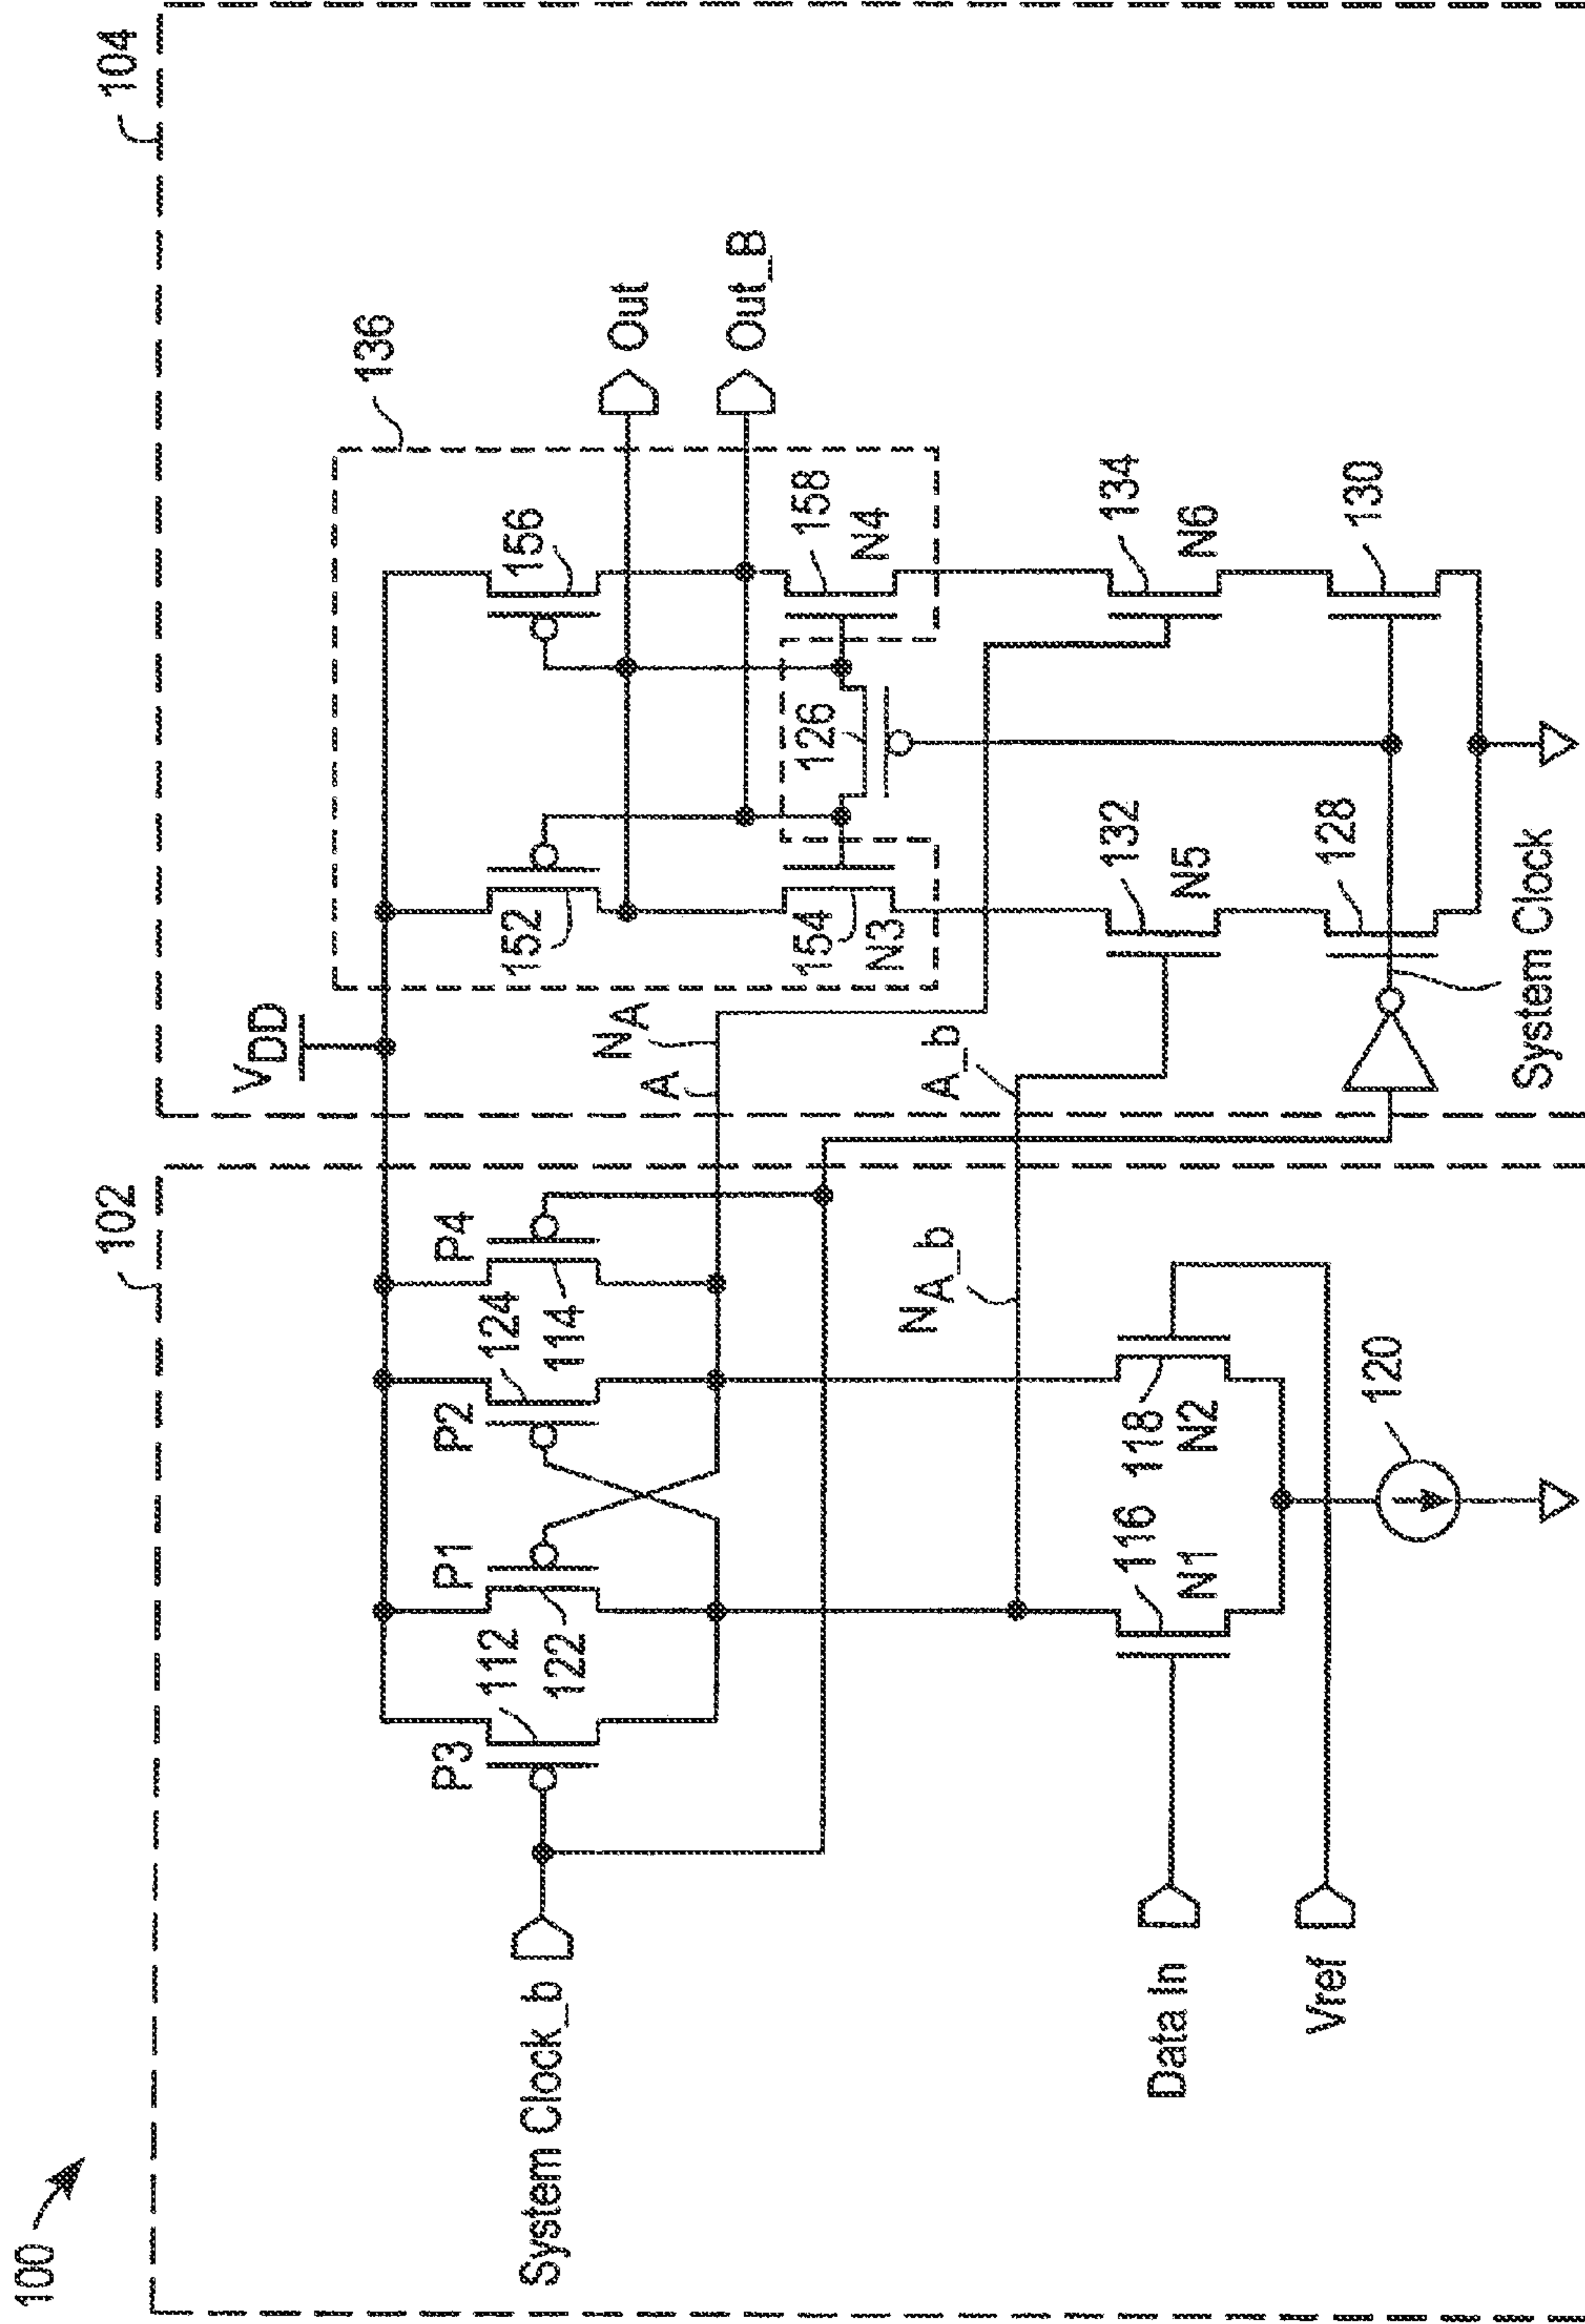 100
102
104
VDD
136
System Clock_b
P3
112
P1
122
P2
124
P4
114
NA
A
152
156
Out
Out_B
154
N3
126
158
N4
NA_b
A_b
Data In
116
N1
118
N2
132
N5
134
N6
Vref
120
128
130
System Clock